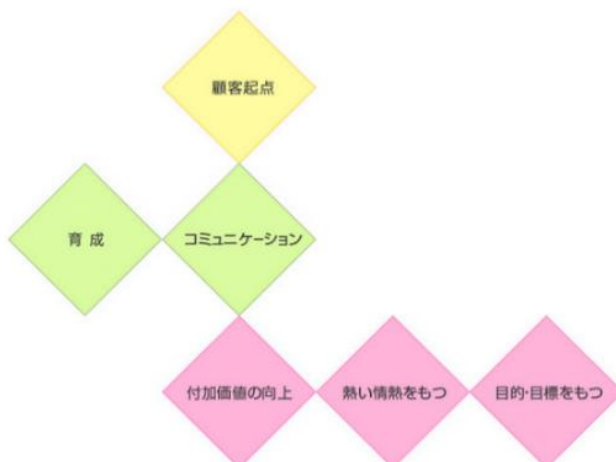 顧客起点
育成
コミュニケーション
付加価値の向上
熱い情熱をもつ
目的・目標をもつ